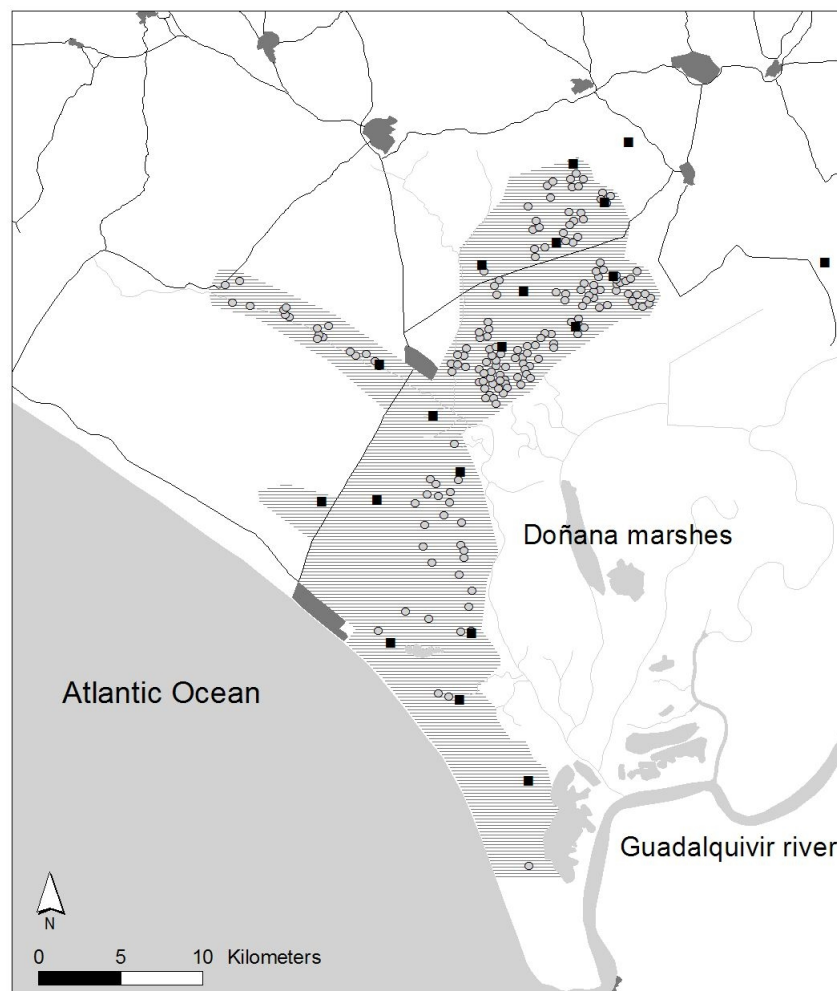 Doñana marshes
Atlantic Ocean
Guadalquivir river
N
0 5 10 Kilometers